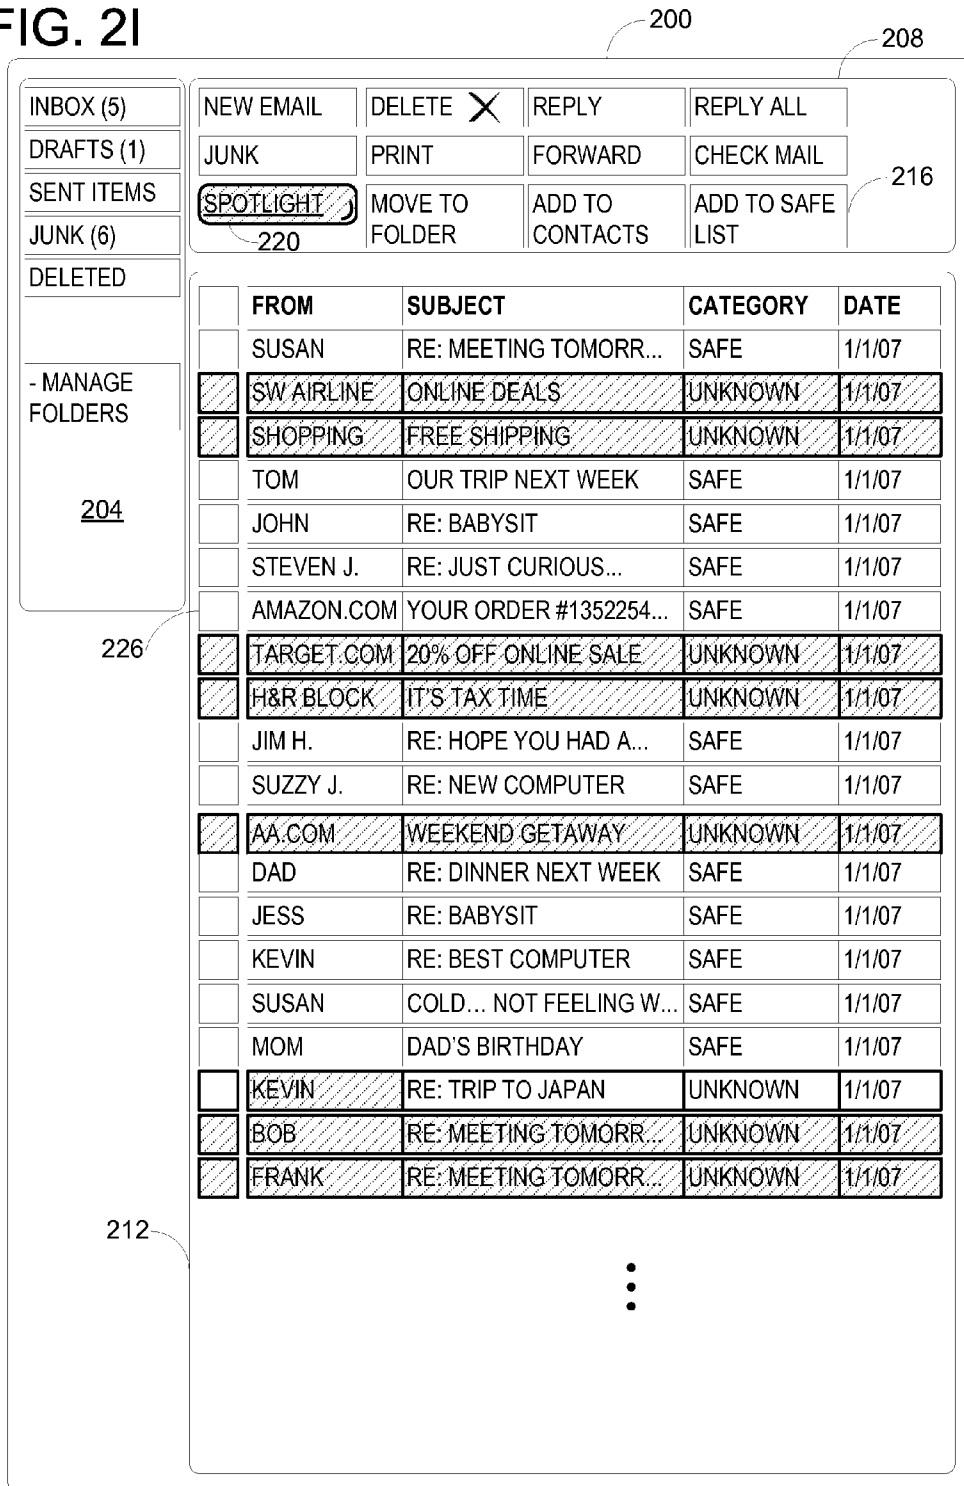 FIG. 2I
200
208
INBOX (5)
DRAFTS (1)
SENT ITEMS
JUNK (6)
DELETED
- MANAGE
FOLDERS
204
NEW EMAIL DELETE X REPLY REPLY ALL
JUNK PRINT FORWARD CHECK MAIL
SPOTLIGHT MOVE TO FOLDER ADD TO CONTACTS ADD TO SAFE LIST
216
220
FROM SUBJECT CATEGORY DATE
SUSAN RE: MEETING TOMORR... SAFE 1/1/07
SW AIRLINE ONLINE DEALS UNKNOWN 1/1/07
SHOPPING FREE SHIPPING UNKNOWN 1/1/07
TOM OUR TRIP NEXT WEEK SAFE 1/1/07
JOHN RE: BABYSIT SAFE 1/1/07
STEVEN J. RE: JUST CURIOUS... SAFE 1/1/07
AMAZON.COM YOUR ORDER #1352254... SAFE 1/1/07
226
TARGET.COM 20% OFF ONLINE SALE UNKNOWN 1/1/07
H&R BLOCK IT'S TAX TIME UNKNOWN 1/1/07
JIM H. RE: HOPE YOU HAD A... SAFE 1/1/07
SUZZY J. RE: NEW COMPUTER SAFE 1/1/07
AA.COM WEEKEND GETAWAY UNKNOWN 1/1/07
DAD RE: DINNER NEXT WEEK SAFE 1/1/07
JESS RE: BABYSIT SAFE 1/1/07
KEVIN RE: BEST COMPUTER SAFE 1/1/07
SUSAN COLD... NOT FEELING W... SAFE 1/1/07
MOM DAD'S BIRTHDAY SAFE 1/1/07
KEVIN RE: TRIP TO JAPAN UNKNOWN 1/1/07
BOB RE: MEETING TOMORR... UNKNOWN 1/1/07
FRANK RE: MEETING TOMORR... UNKNOWN 1/1/07
212